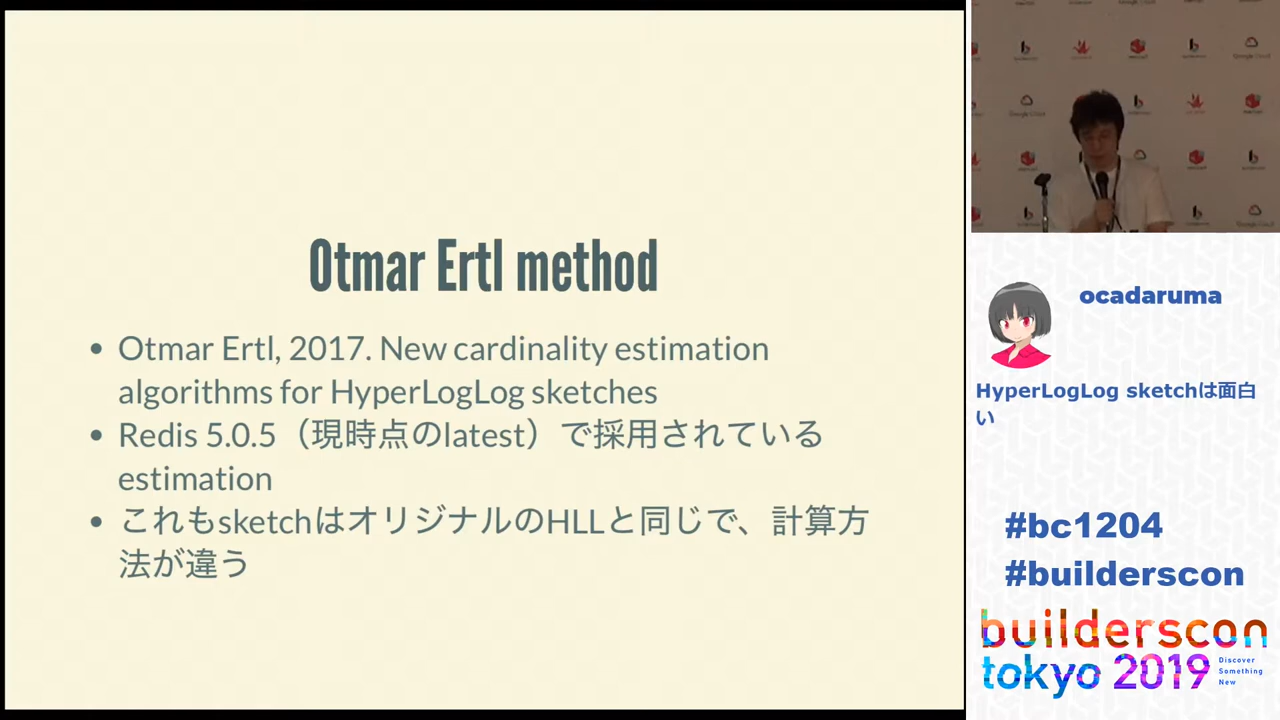 Otmar Ertl method
• Otmar Ertl, 2017. New cardinality estimation
algorithms for HyperLogLog sketches
• Redis 5.0.5（現時点のlatest）で採用されている
estimation
• これもsketchはオリジナルのHLLと同じで、計算方
法が違う
ocadaruma
HyperLogLog sketchは面白
い
#bc1204
#builderscon
builderscon
tokyo 2019
Discover
Something
New